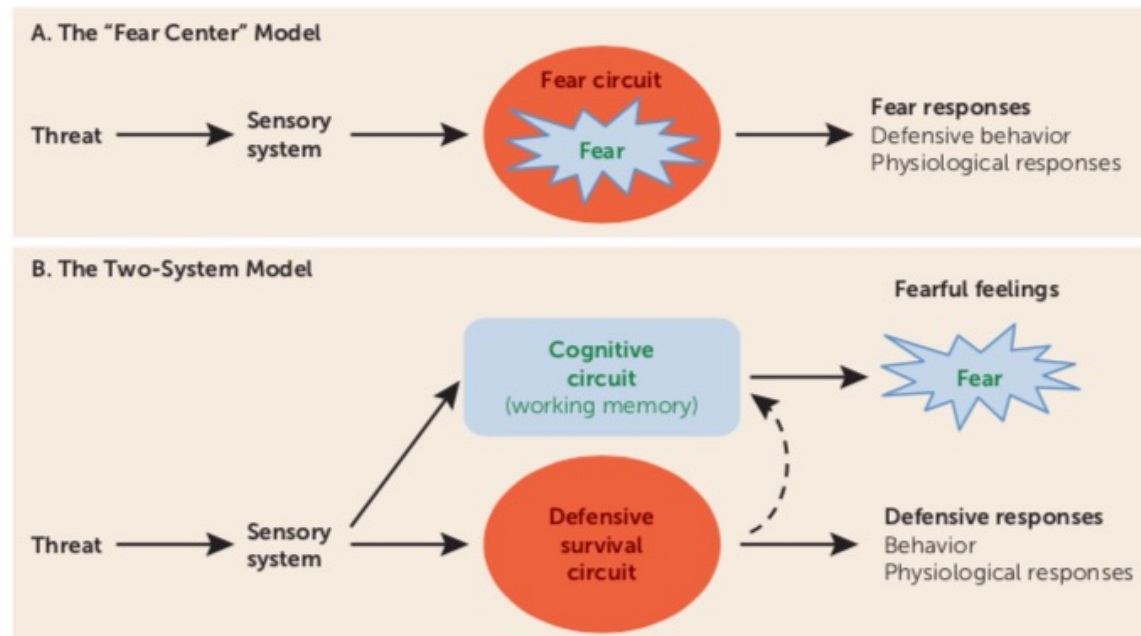 A. The “Fear Center” Model
Threat
Sensory
system
Fear circuit
Fear
Fear responses
Defensive behavior
Physiological responses
B. The Two-System Model
Threat
Sensory
system
Cognitive
circuit
(working memory)
Defensive
survival
circuit
Fearful feelings
Fear
Defensive responses
Behavior
Physiological responses